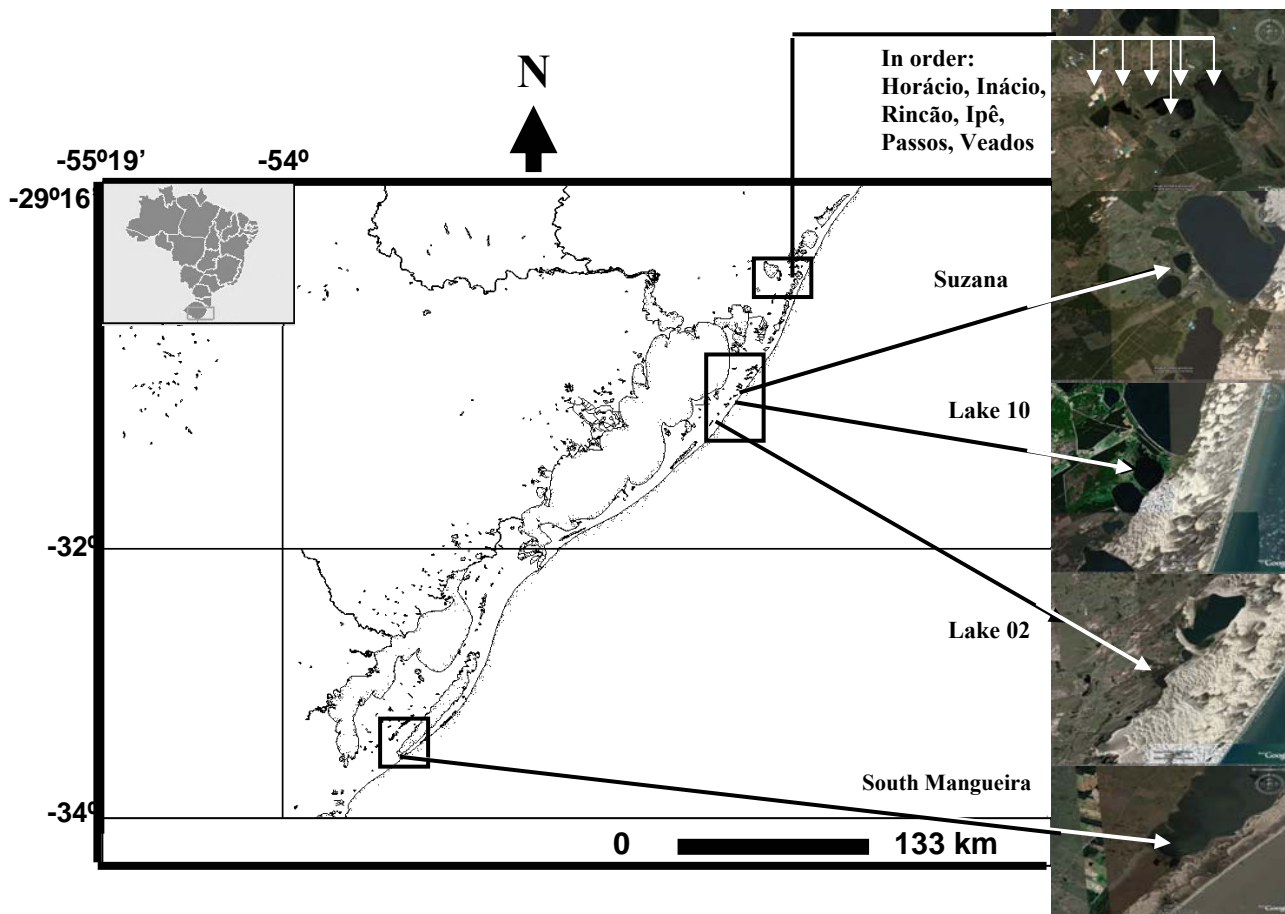 In order:
Horácio, Inácio,
Rincão, Ipê,
Passos, Veados
N
-55º19’ -54º
-29º16
Suzana
Lake 10
-32º
Lake 02
South Mangueira
-34º
0 133 km